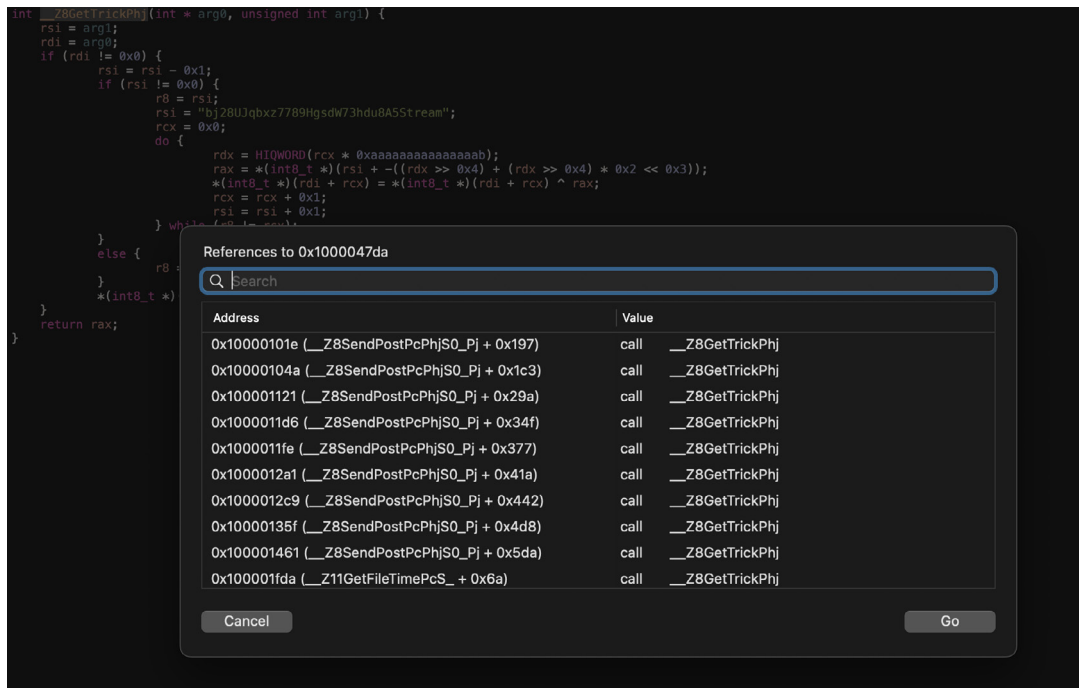 int __Z8GetTrickPhj(int * arg0, unsigned int arg1) {
rsi = arg1;
rdi = arg0;
if (rdi != 0x0) {
rsi = rsi - 0x1;
if (rsi != 0x0) {
r8 = rsi;
rsi = "bj28UJqbxz7789HgsdW73hdu8A5Stream";
rcx = 0x0;
do {
rdx = HIQWORD(rcx * 0xaaaaaaaaaaaaaaab);
rax = *(int8_t *)(rsi + -((rdx >> 0x4) + (rdx >> 0x4) * 0x2 << 0x3));
*(int8_t *)(rdi + rcx) = *(int8_t *)(rdi + rcx) ^ rax;
rcx = rcx + 0x1;
rsi = rsi + 0x1;
} while (r8 != rcx);
}
else {
r8 =
}
*(int8_t *)
}
return rax;
}
References to 0x1000047da
Search
Address Value
0x10000101e (__Z8SendPostPcPhjS0_Pj + 0x197) call __Z8GetTrickPhj
0x10000104a (__Z8SendPostPcPhjS0_Pj + 0x1c3) call __Z8GetTrickPhj
0x100001121 (__Z8SendPostPcPhjS0_Pj + 0x29a) call __Z8GetTrickPhj
0x1000011d6 (__Z8SendPostPcPhjS0_Pj + 0x34f) call __Z8GetTrickPhj
0x1000011fe (__Z8SendPostPcPhjS0_Pj + 0x377) call __Z8GetTrickPhj
0x1000012a1 (__Z8SendPostPcPhjS0_Pj + 0x41a) call __Z8GetTrickPhj
0x1000012c9 (__Z8SendPostPcPhjS0_Pj + 0x442) call __Z8GetTrickPhj
0x10000135f (__Z8SendPostPcPhjS0_Pj + 0x4d8) call __Z8GetTrickPhj
0x100001461 (__Z8SendPostPcPhjS0_Pj + 0x5da) call __Z8GetTrickPhj
0x100001fda (__Z11GetFileTimePcS_ + 0x6a) call __Z8GetTrickPhj
Cancel Go